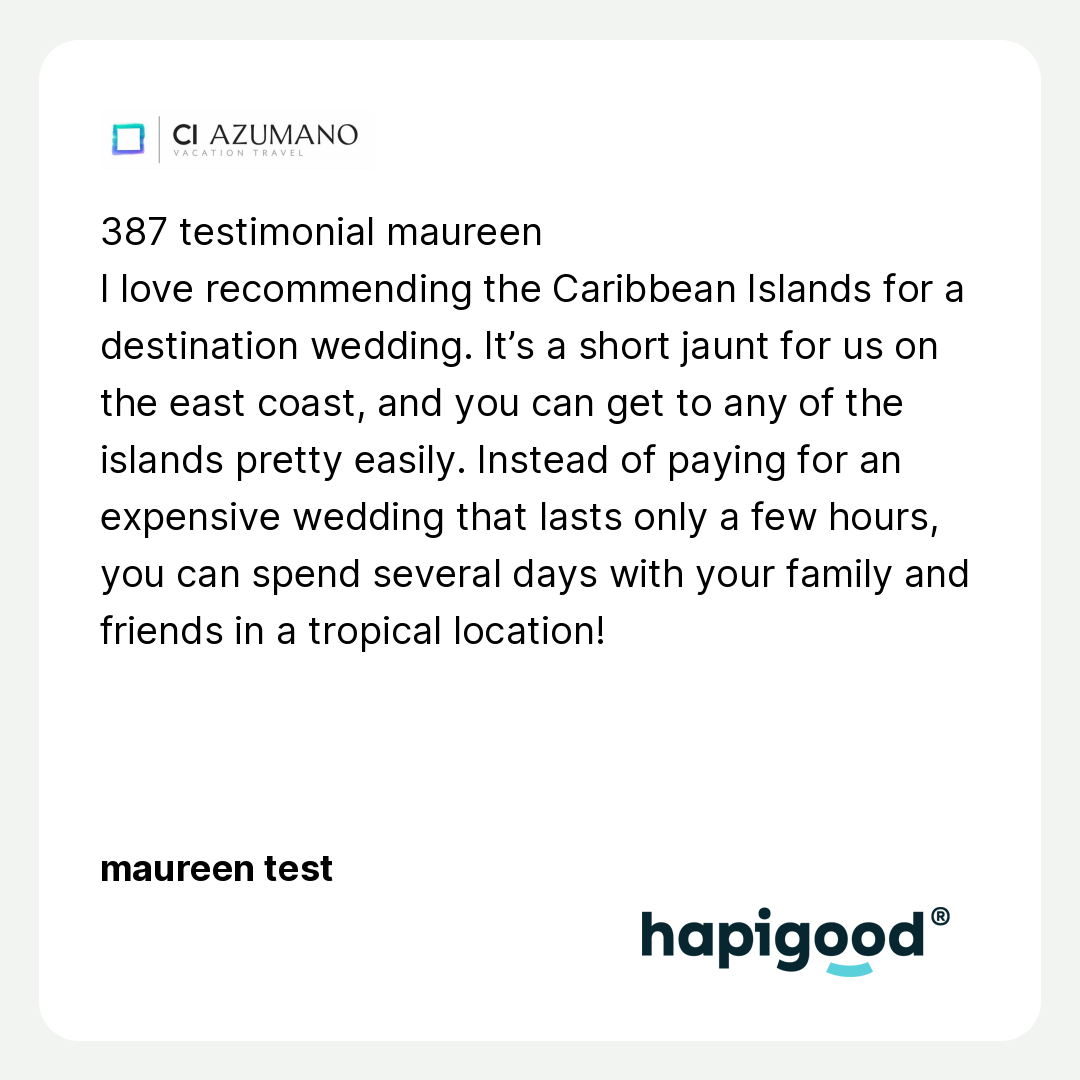 CI AZUMANO
VACATION TRAVEL
387 testimonial maureen
I love recommending the Caribbean Islands for a
destination wedding. It’s a short jaunt for us on
the east coast, and you can get to any of the
islands pretty easily. Instead of paying for an
expensive wedding that lasts only a few hours,
you can spend several days with your family and
friends in a tropical location!
maureen test
hapigood®